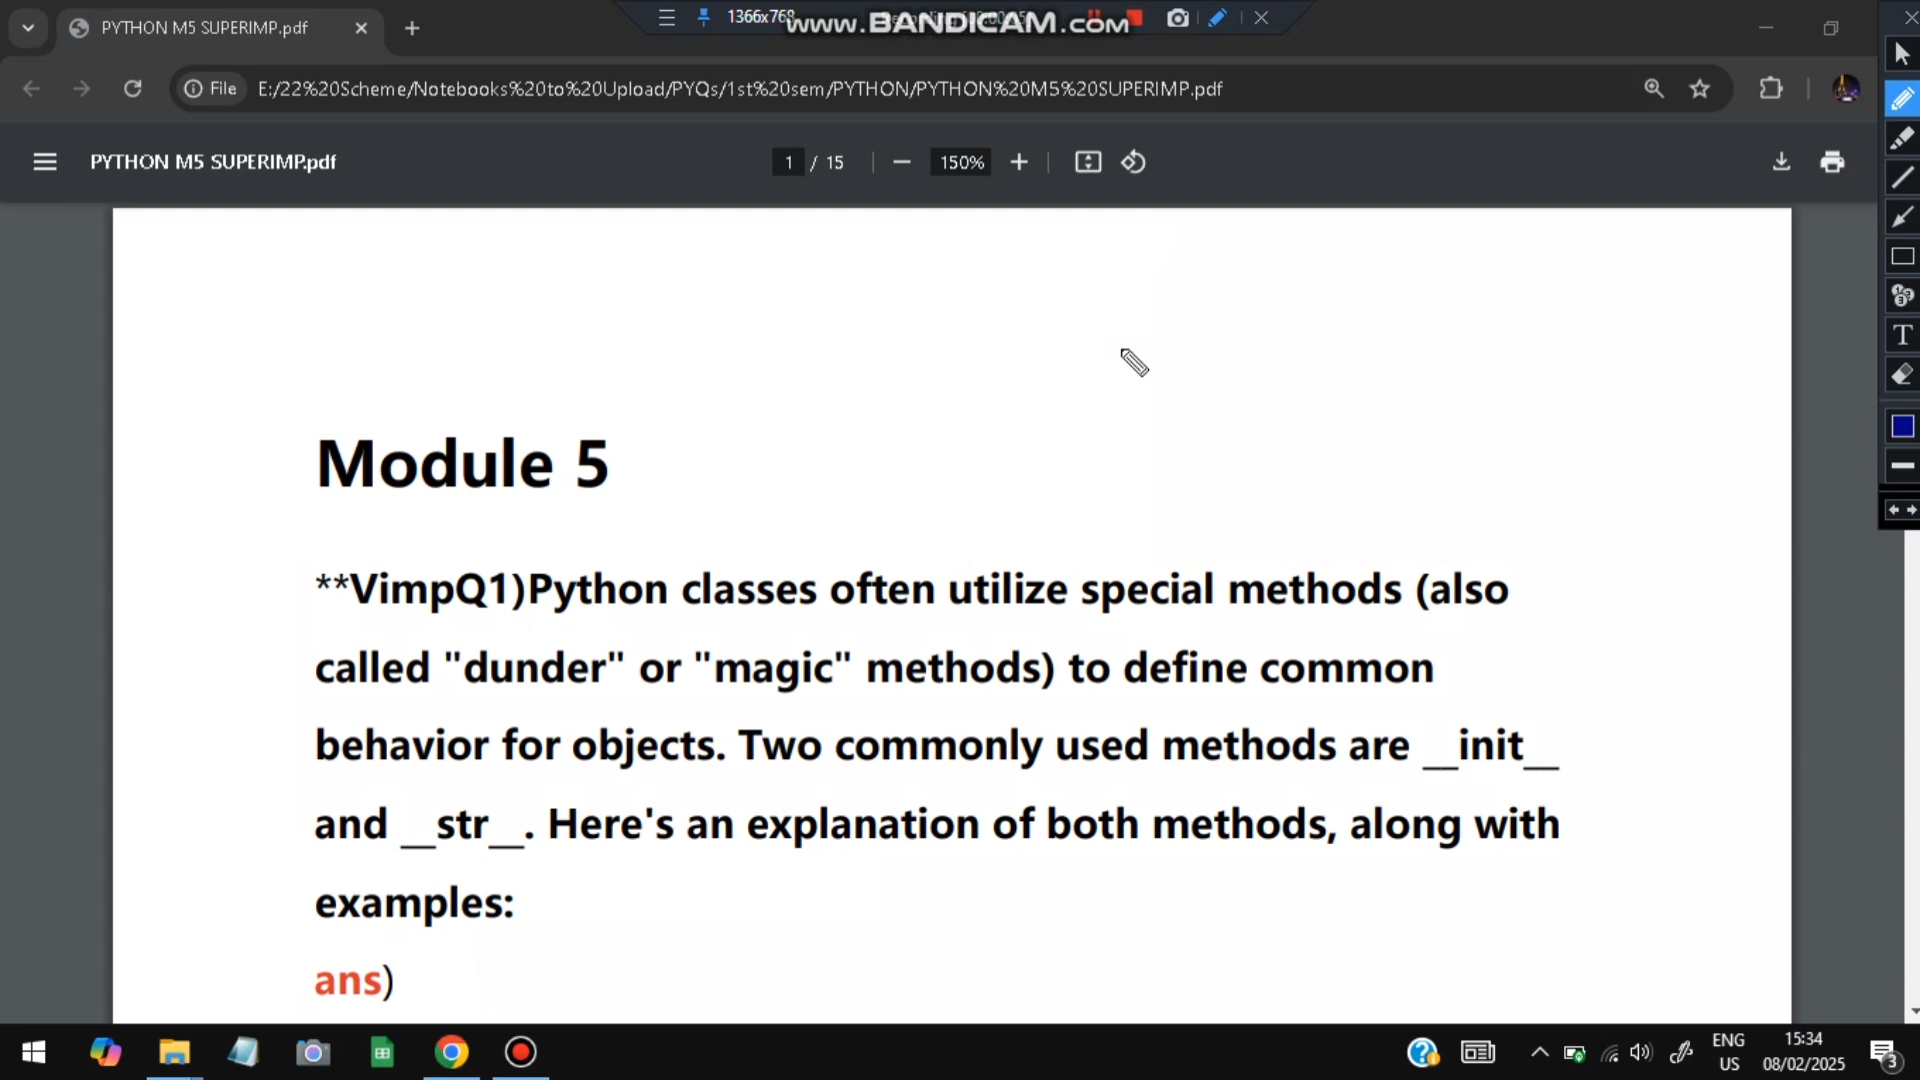 PYTHON M5 SUPERIMP.pdf
1366x768
www.BANDICAM.com
File
E:/22%20Scheme/Notebooks%20to%20Upload/PYQs/1st%20sem/PYTHON/PYTHON%20M5%20SUPERIMP.pdf
PYTHON M5 SUPERIMP.pdf
1 / 15
150%
Module 5
**VimpQ1)Python classes often utilize special methods (also
called "dunder" or "magic" methods) to define common
behavior for objects. Two commonly used methods are __init__
and __str__. Here's an explanation of both methods, along with
examples:
ans)
T
ENG
US
15:34
08/02/2025
3